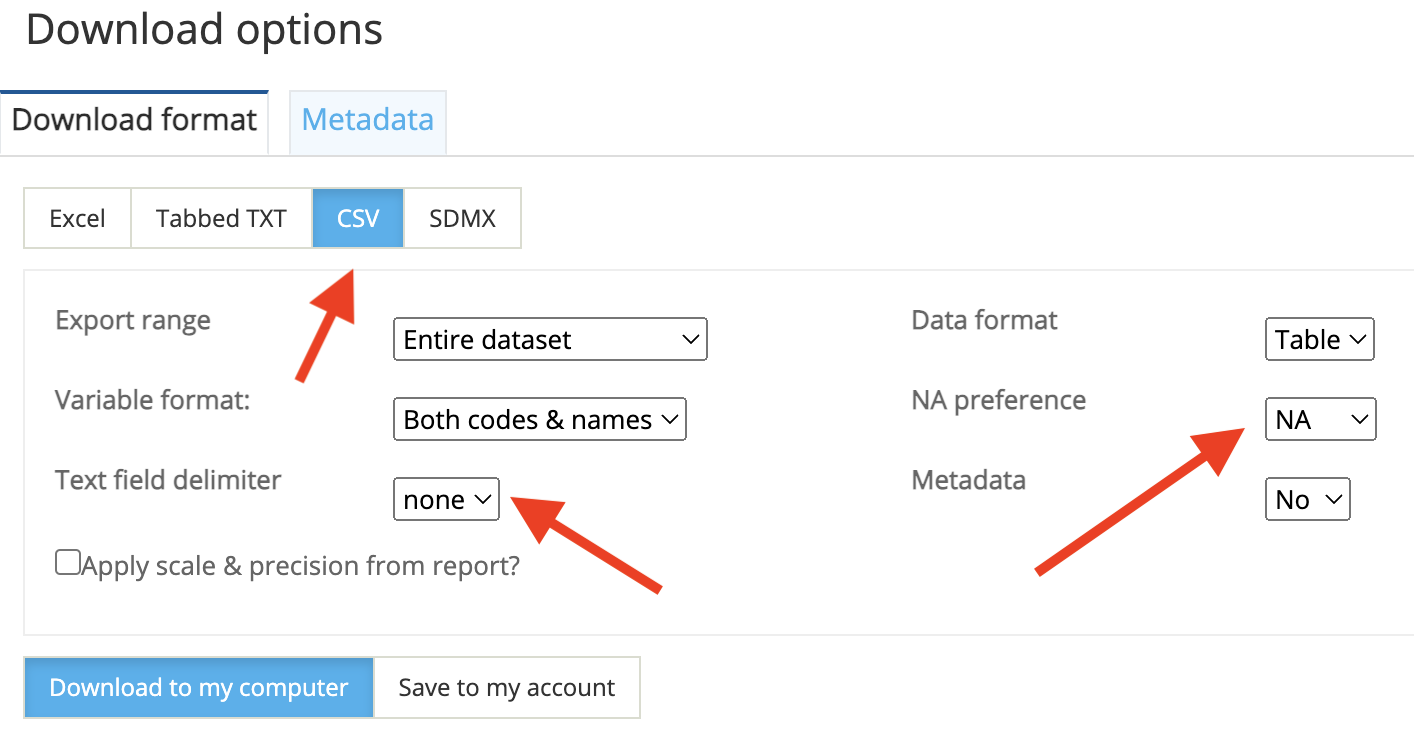 Download options
Download format Metadata
Excel Tabbed TXT CSV SDMX
Export range Entire dataset Data format Table
Variable format: Both codes & names NA preference NA
Text field delimiter none Metadata No
Apply scale & precision from report?
Download to my computer Save to my account